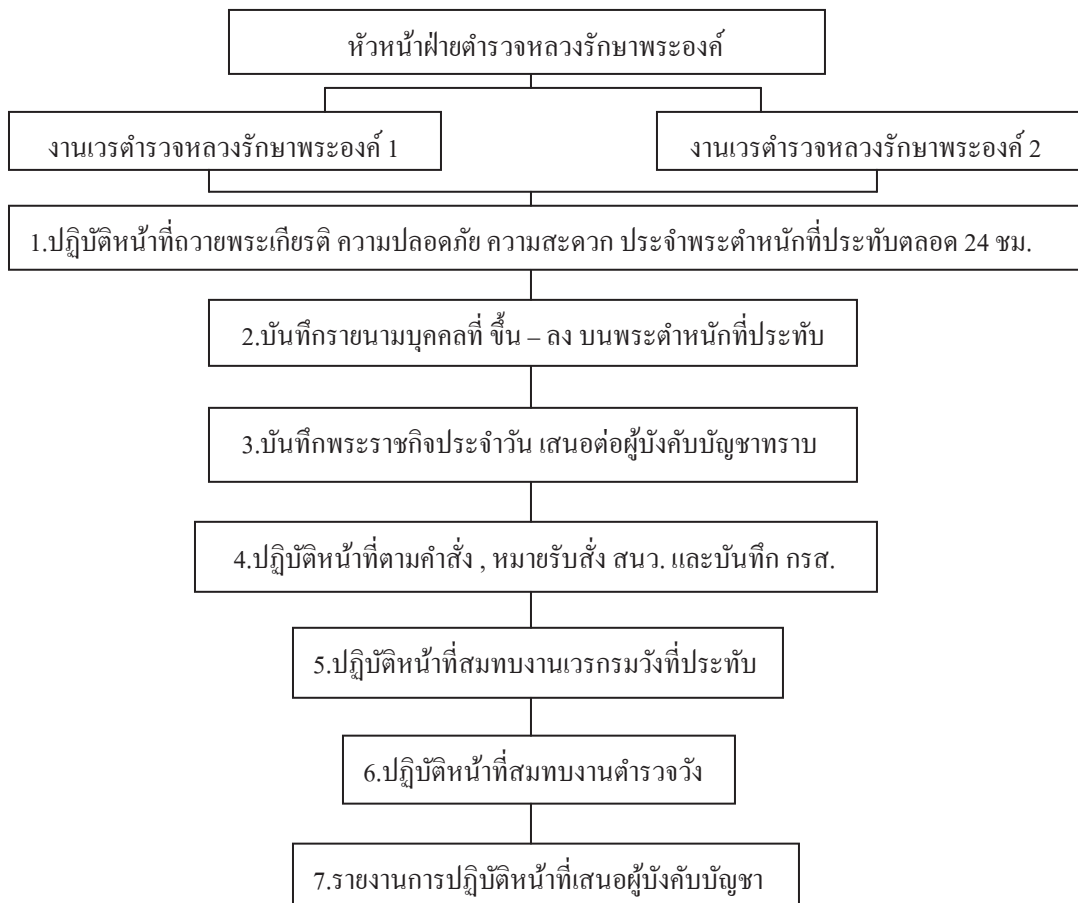 หัวหน้าฝ่ายตำรวจหลวงรักษาพระองค์
งานเวรตำรวจหลวงรักษาพระองค์ 1
งานเวรตำรวจหลวงรักษาพระองค์ 2
1.ปฏิบัติหน้าที่ถวายพระเกียรติ ความปลอดภัย ความสะดวก ประจำพระตำหนักที่ประทับตลอด 24 ชม.
2.บันทึกรายนามบุคคลที่ ขึ้น – ลง บนพระตำหนักที่ประทับ
3.บันทึกพระราชกิจประจำวัน เสนอต่อผู้บังคับบัญชาทราบ
4.ปฏิบัติหน้าที่ตามคำสั่ง , หมายรับสั่ง สนว. และบันทึก กรส.
5.ปฏิบัติหน้าที่สมทบงานเวรกรมวังที่ประทับ
6.ปฏิบัติหน้าที่สมทบงานตำรวจวัง
7.รายงานการปฏิบัติหน้าที่เสนอผู้บังคับบัญชา